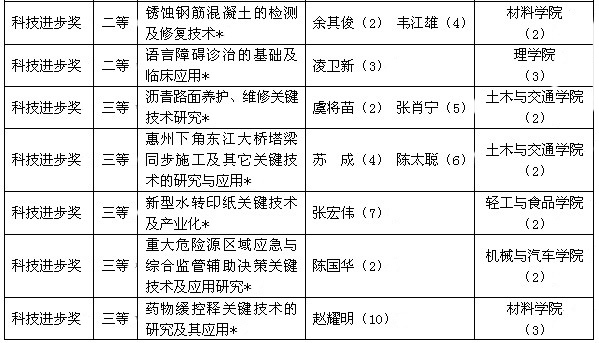 科技进步奖 二等 锈蚀钢筋混凝土的检测及修复技术* 余其俊（2） 韦江雄（4） 材料学院（2）
科技进步奖 二等 语言障碍诊治的基础及临床应用* 凌卫新（3） 理学院（3）
科技进步奖 三等 沥青路面养护、维修关键技术研究* 虞将苗（2） 张肖宁（5） 土木与交通学院（2）
科技进步奖 三等 惠州下角东江大桥塔梁同步施工及其它关键技术的研究与应用* 苏 成（4） 陈太聪（6） 土木与交通学院（2）
科技进步奖 三等 新型水转印纸关键技术及产业化* 张宏伟（7） 轻工与食品学院（2）
科技进步奖 三等 重大危险源区域应急与综合监管辅助决策关键技术及应用研究* 陈国华（2） 机械与汽车学院（2）
科技进步奖 三等 药物缓控释关键技术的研究及其应用* 赵耀明（10） 材料学院（3）